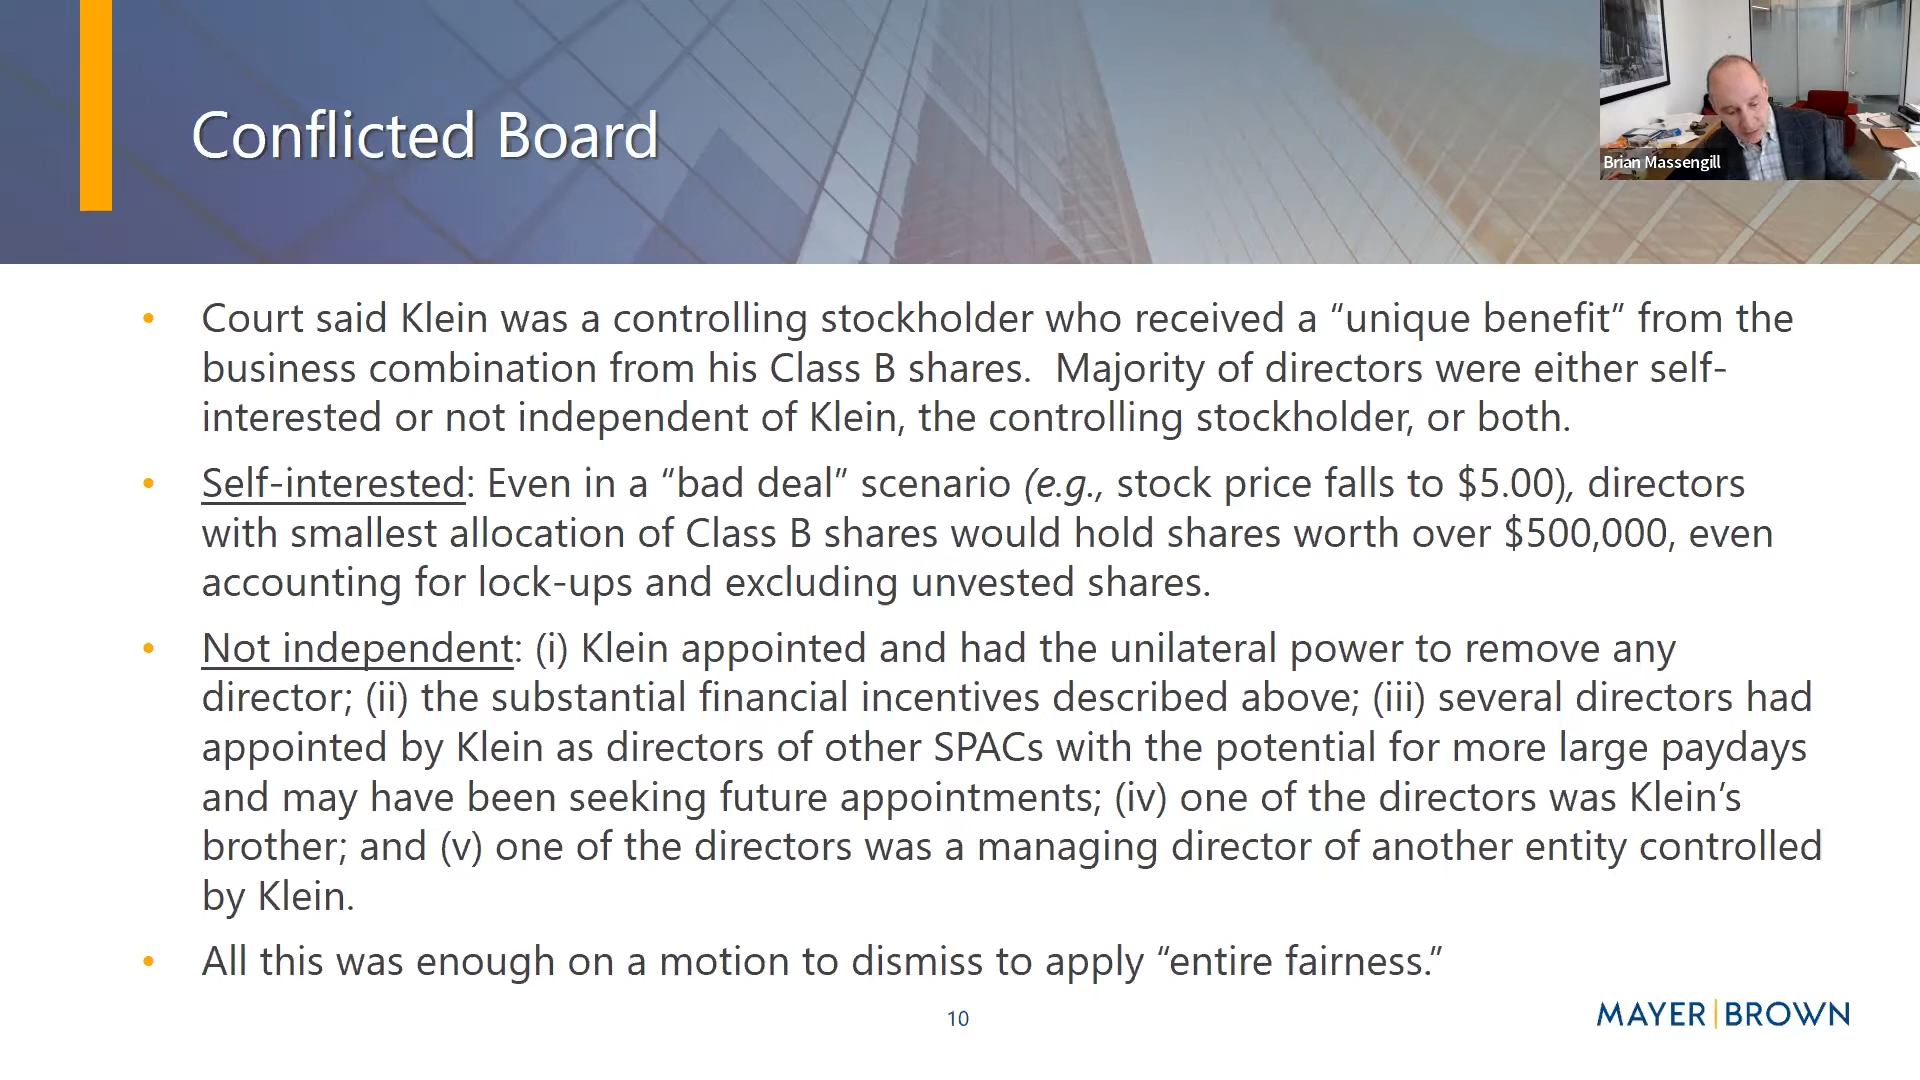 Conflicted Board
Brian Massengill
• Court said Klein was a controlling stockholder who received a “unique benefit” from the
business combination from his Class B shares.  Majority of directors were either self-
interested or not independent of Klein, the controlling stockholder, or both.
• Self-interested: Even in a “bad deal” scenario (e.g., stock price falls to $5.00), directors
with smallest allocation of Class B shares would hold shares worth over $500,000, even
accounting for lock-ups and excluding unvested shares.
• Not independent: (i) Klein appointed and had the unilateral power to remove any
director; (ii) the substantial financial incentives described above; (iii) several directors had
appointed by Klein as directors of other SPACs with the potential for more large paydays
and may have been seeking future appointments; (iv) one of the directors was Klein’s
brother; and (v) one of the directors was a managing director of another entity controlled
by Klein.
• All this was enough on a motion to dismiss to apply “entire fairness.”
10
MAYER|BROWN